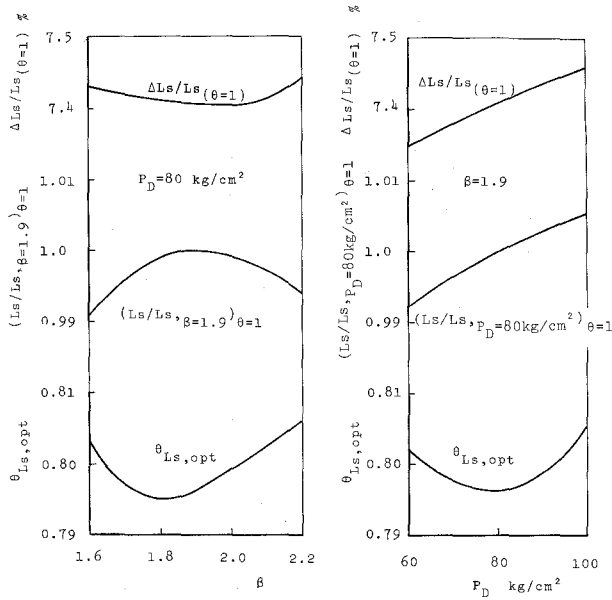 ΔLs/Ls(θ=1) %
7.5
7.4
1.01
1.0
0.99
0.81
0.80
0.79
(Ls/Ls,β=1.9)θ=1
θLs,opt
ΔLs/Ls(θ=1)
PD=80 kg/cm²
(Ls/Ls,β=1.9)θ=1
θLs,opt
1.6 1.8 2.0 2.2
β
ΔLs/Ls(θ=1) %
7.5
7.4
1.01
1.0
0.99
0.81
0.80
0.79
(Ls/Ls,PD=80kg/cm²)θ=1
θLs,opt
ΔLs/Ls(θ=1)
β=1.9
(Ls/Ls,PD=80kg/cm²)θ=1
θLs,opt
60 80 100
PD kg/cm²